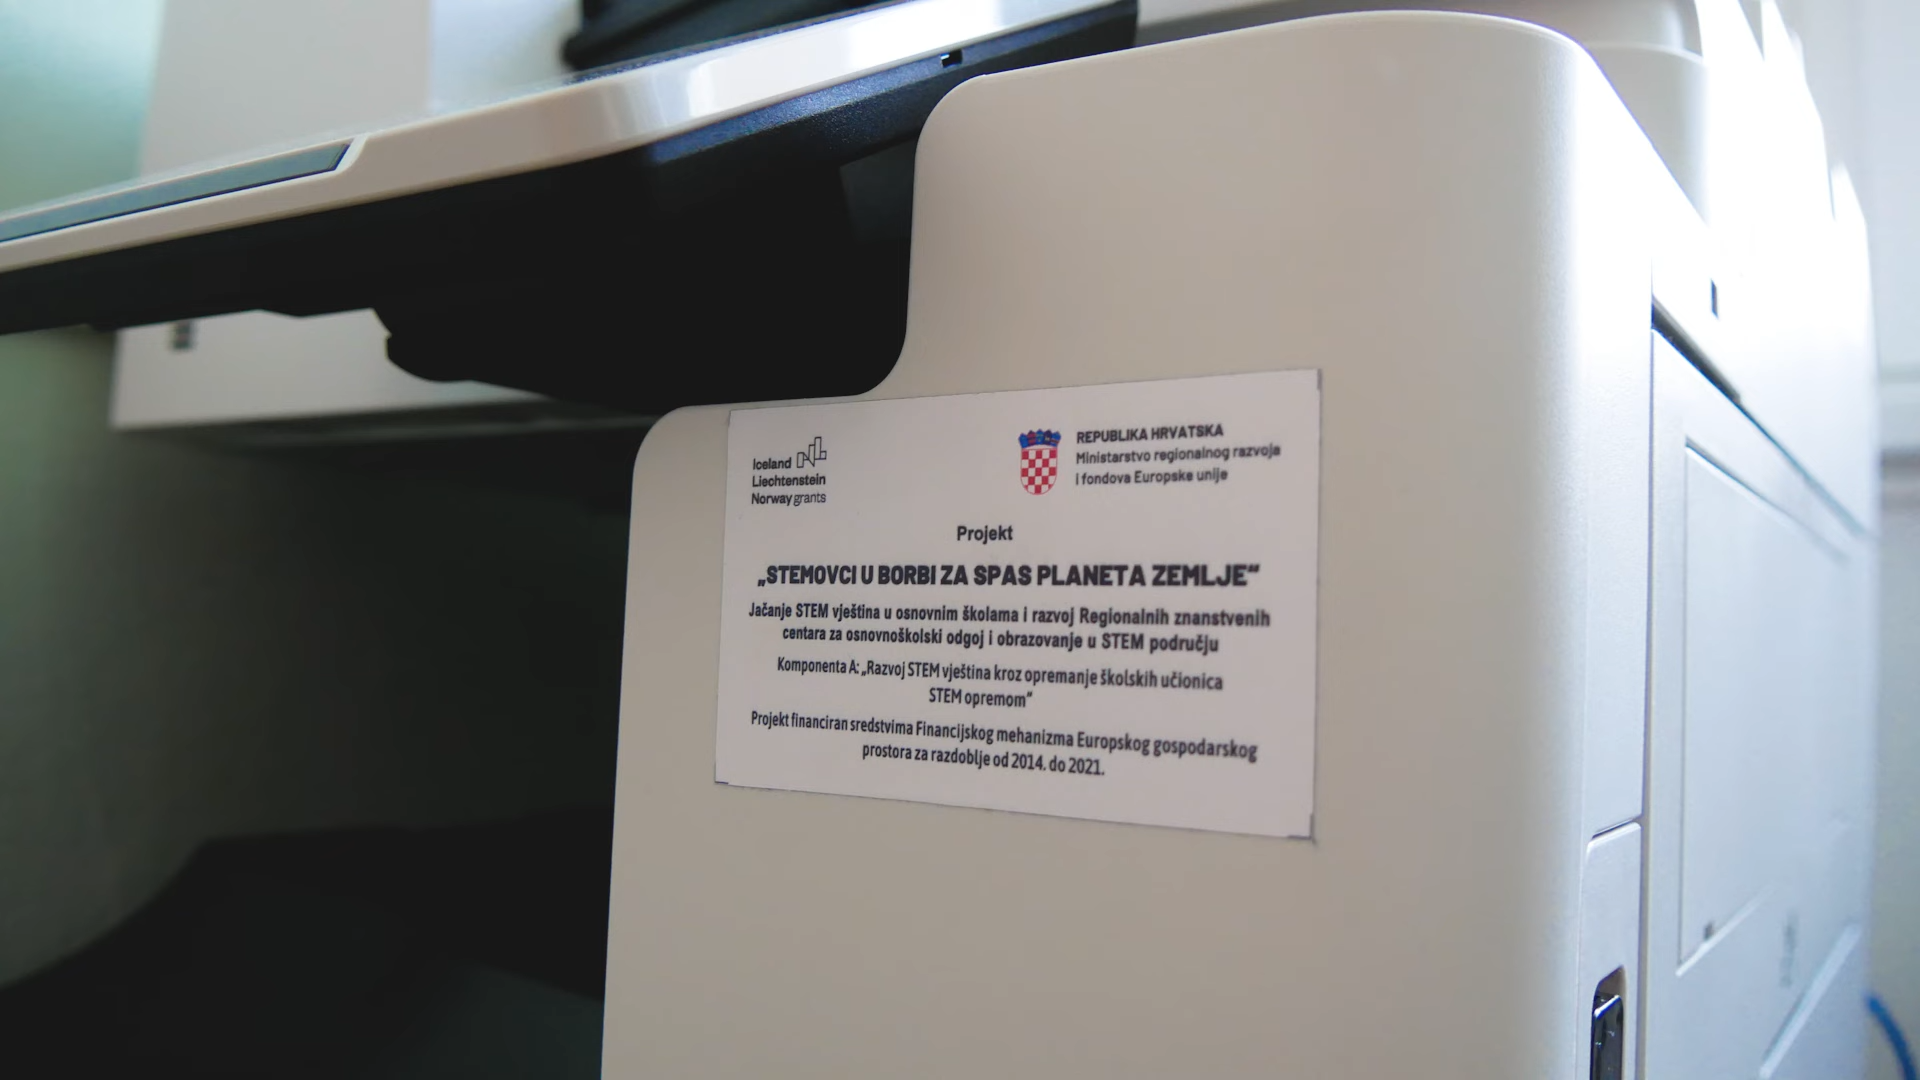 Iceland
Liechtenstein
Norway grants
REPUBLIKA HRVATSKA
Ministarstvo regionalnog razvoja
i fondova Europske unije
Projekt
„STEMOVCI U BORBI ZA SPAS PLANETA ZEMLJE“
Jačanje STEM vještina u osnovnim školama i razvoj Regionalnih znanstvenih
centara za osnovnoškolski odgoj i obrazovanje u STEM području
Komponenta A: „Razvoj STEM vještina kroz opremanje školskih učionica
STEM opremom“
Projekt financiran sredstvima Financijskog mehanizma Europskog gospodarskog
prostora za razdoblje od 2014. do 2021.